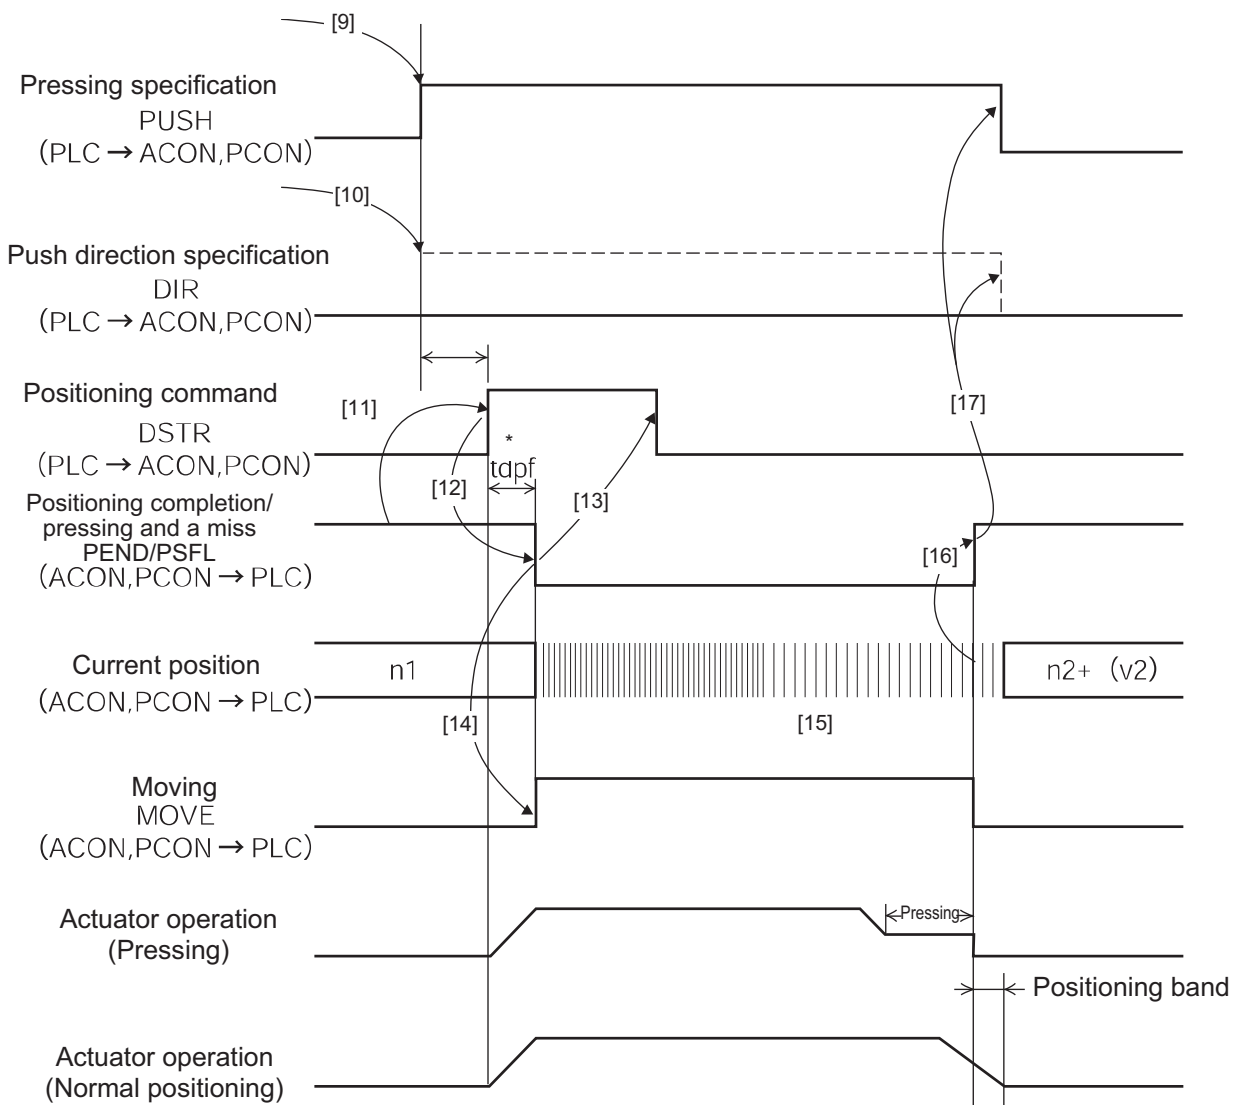 [9]
Pressing specification
PUSH
(PLC → ACON,PCON)
[10]
Push direction specification
DIR
(PLC → ACON,PCON)
Positioning command
[11]
[17]
DSTR
*
(PLC → ACON,PCON)
tdpf
[12]
[13]
Positioning completion/
pressing and a miss
PEND/PSFL
(ACON,PCON → PLC)
[16]
Current position
n1
n2+ (v2)
(ACON,PCON → PLC)
[14]
[15]
Moving
MOVE
(ACON,PCON → PLC)
Actuator operation
(Pressing)
Pressing
Positioning band
Actuator operation
(Normal positioning)